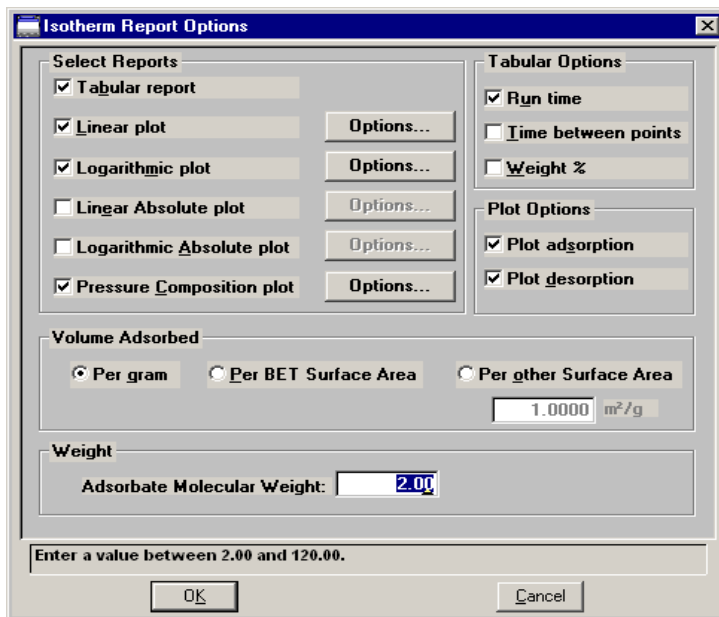 Isotherm Report Options
Select Reports
Tabular report
Linear plot Options...
Logarithmic plot Options...
Linear Absolute plot Options...
Logarithmic Absolute plot Options...
Pressure Composition plot Options...
Tabular Options
Run time
Time between points
Weight %
Plot Options
Plot adsorption
Plot desorption
Volume Adsorbed
Per gram Per BET Surface Area Per other Surface Area
1.0000 m²/g
Weight
Adsorbate Molecular Weight: 2.00
Enter a value between 2.00 and 120.00.
OK Cancel